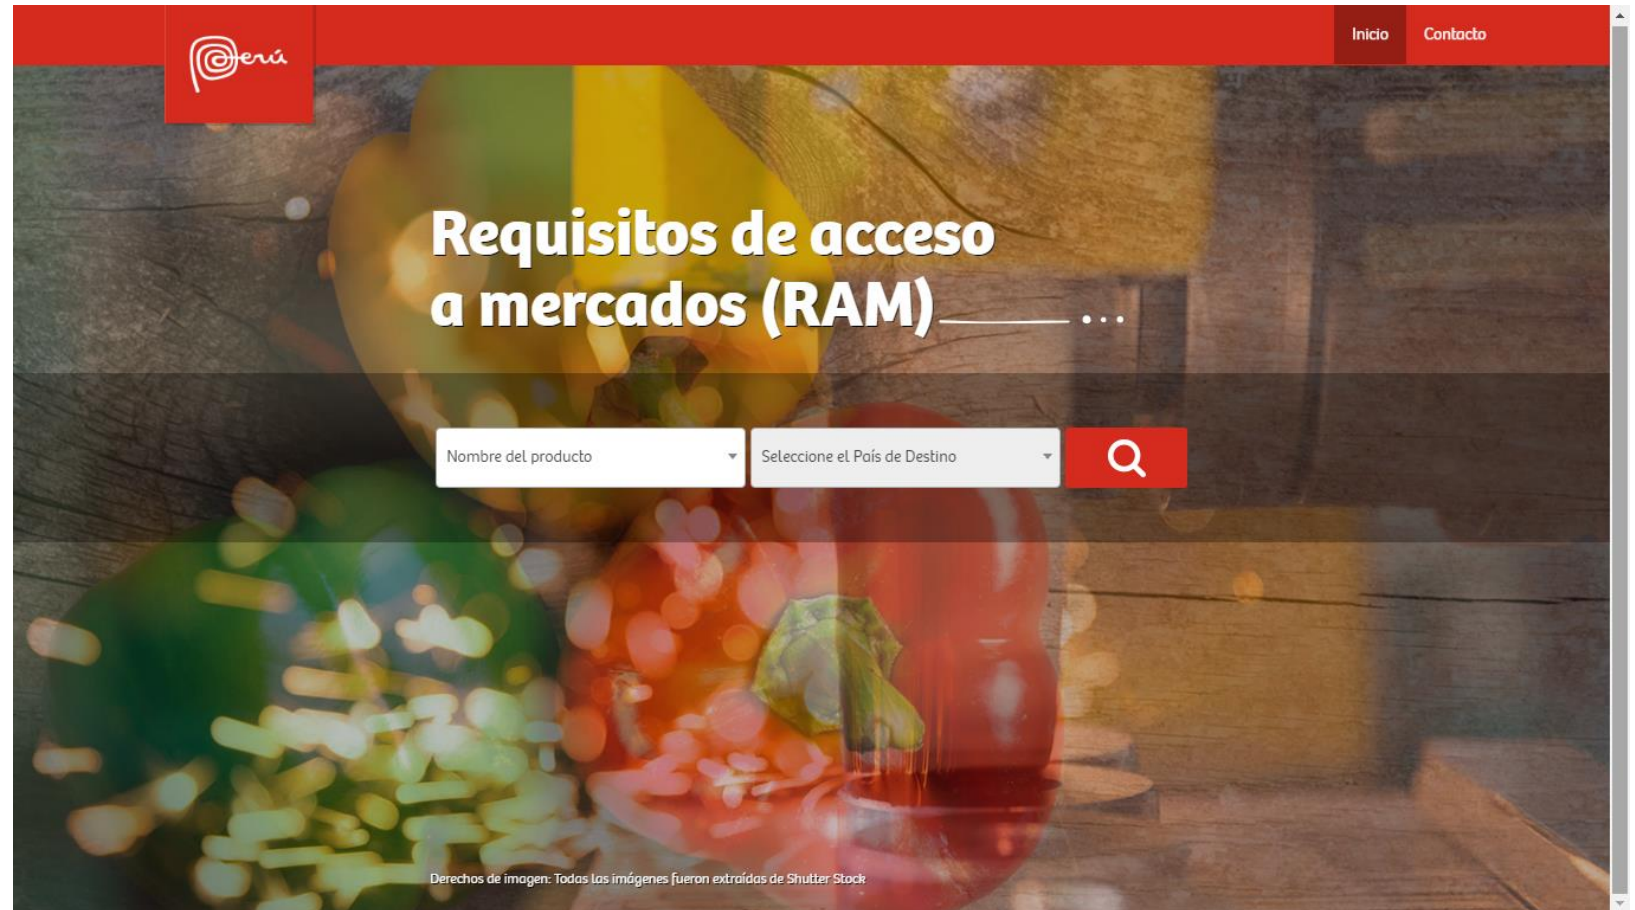 Perú
Inicio
Contacto
Requisitos de acceso
a mercados (RAM)
Nombre del producto
Seleccione el País de Destino
Derechos de imagen: Todas las imágenes fueron extraídas de Shutter Stock